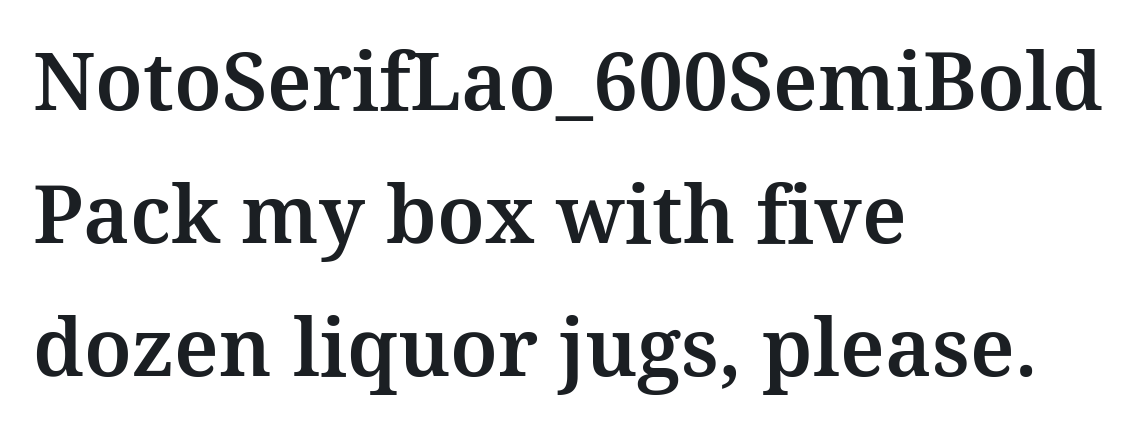 NotoSerifLao_600SemiBold
Pack my box with five
dozen liquor jugs, please.